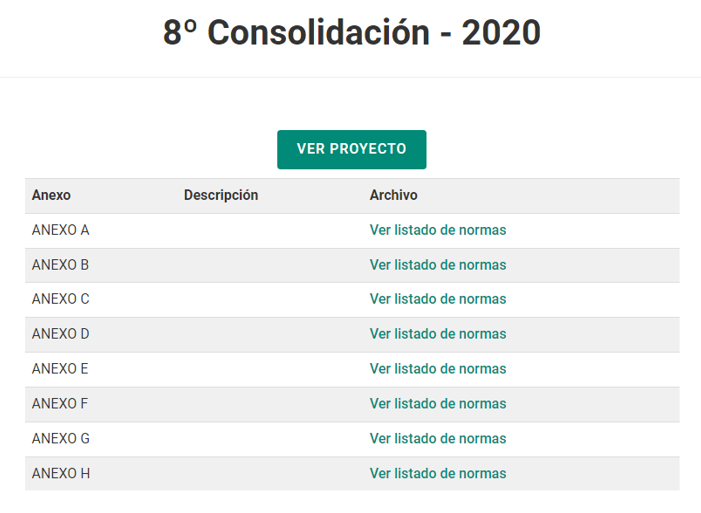 8º Consolidación - 2020
VER PROYECTO
Anexo Descripción Archivo
ANEXO A Ver listado de normas
ANEXO B Ver listado de normas
ANEXO C Ver listado de normas
ANEXO D Ver listado de normas
ANEXO E Ver listado de normas
ANEXO F Ver listado de normas
ANEXO G Ver listado de normas
ANEXO H Ver listado de normas